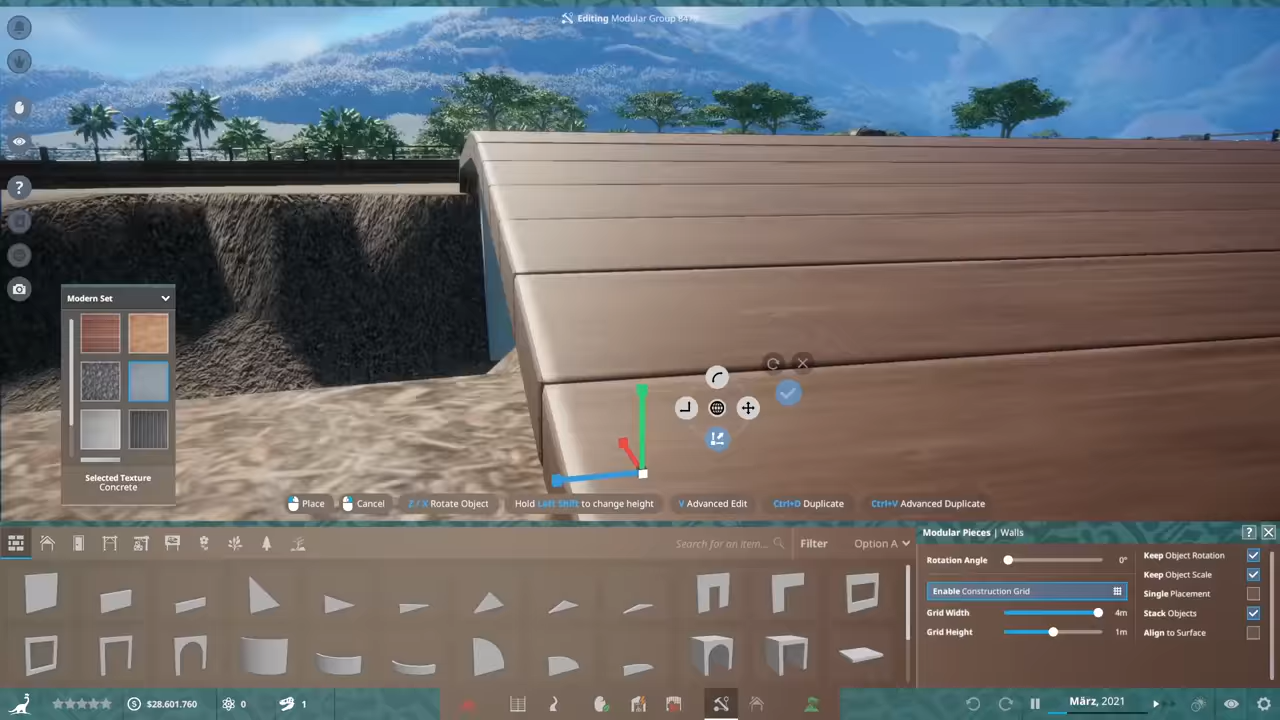 Editing Modular Group
Modern Set
Selected Texture
Concrete
Place
Cancel
Z / X Rotate Object
Hold Left Shift to change height
V Advanced Edit
Ctrl+D Duplicate
Ctrl+V Advanced Duplicate
Search for an item...
Filter
Option A
Modular Pieces | Walls
?
Rotation Angle
0°
Keep Object Rotation
Keep Object Scale
Enable Construction Grid
Single Placement
Grid Width
4m
Stack Objects
Grid Height
1m
Align to Surface
$28.601.760
0
1
März, 2021
?